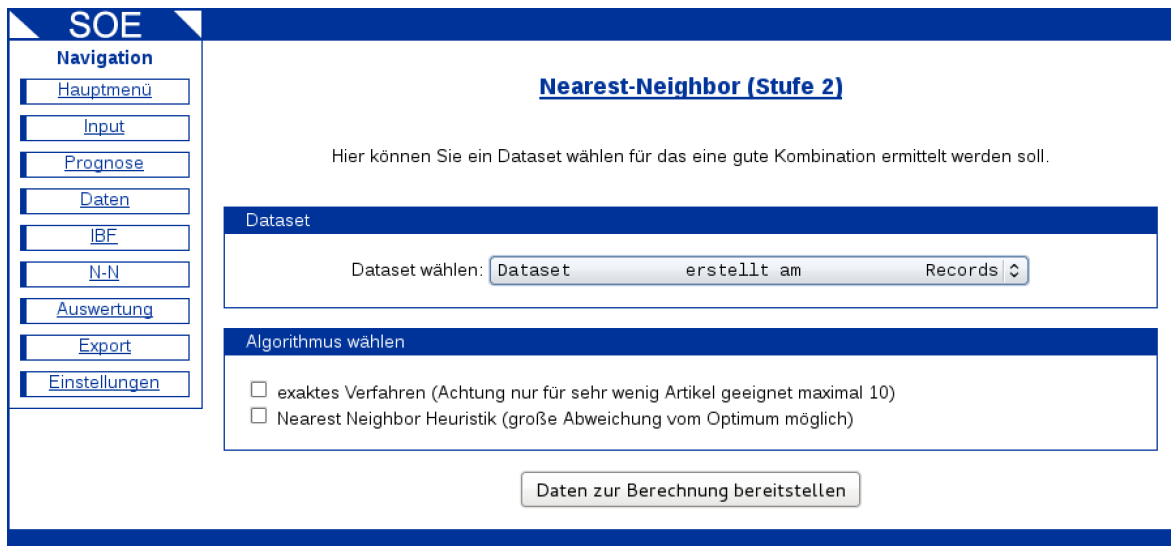 SOE
Navigation
Hauptmenü
Input
Prognose
Daten
IBF
N-N
Auswertung
Export
Einstellungen
Nearest-Neighbor (Stufe 2)
Hier können Sie ein Dataset wählen für das eine gute Kombination ermittelt werden soll.
Dataset
Dataset wählen: Dataset erstellt am Records
Algorithmus wählen
exaktes Verfahren (Achtung nur für sehr wenig Artikel geeignet maximal 10)
Nearest Neighbor Heuristik (große Abweichung vom Optimum möglich)
Daten zur Berechnung bereitstellen